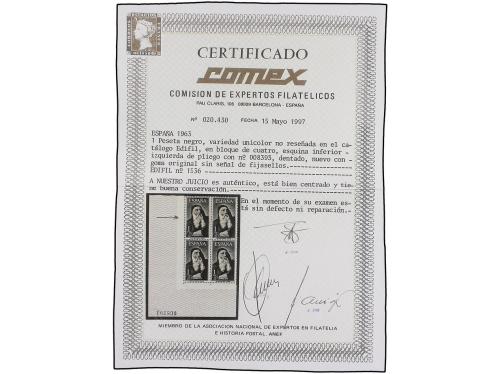 CERTIFICADO
comex
COMISION DE EXPERTOS FILATELICOS
PAU CLARIS, 106 08009 BARCELONA - ESPAÑA
Nº 020.430 FECHA 15 Mayo 1997
ESPAÑA 1963
1 Peseta negro, variedad unicolor no reseñada en el ca-
tálogo Edifil, en bloque de cuatro, esquina inferior -
izquierda de pliego con nº 008393, dentado, nuevo con -
goma original sin señal de fijasellos.
EDIFIL nº 1536
A NUESTRO JUICIO es auténtico, está bien centrado y tie-
ne buena conservación.
En el momento de su examen es-
tá sin defecto ni reparación.
ESPAÑA ESPAÑA
ESPAÑA ESPAÑA
MIEMBRO DE LA ASOCIACION NACIONAL DE EXPERTOS EN FILATELIA
E HISTORIA POSTAL, ANEF